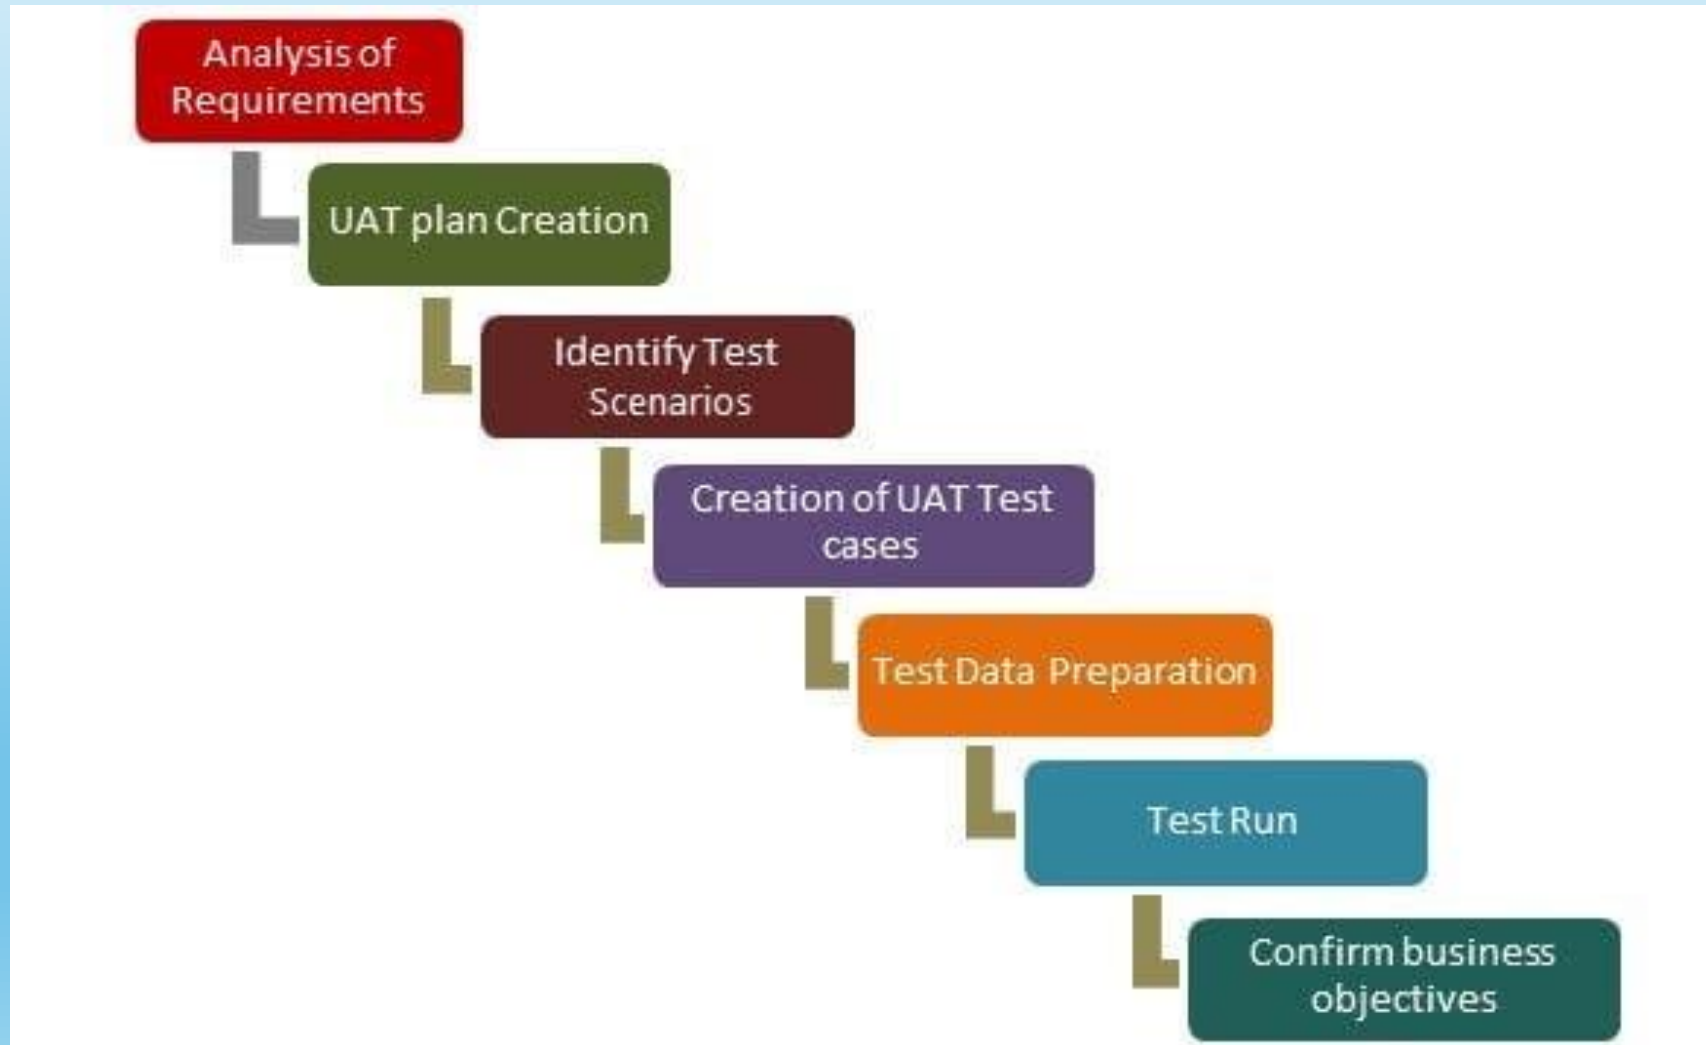 Analysis of
Requirements
UAT plan Creation
Identify Test
Scenarios
Creation of UAT Test
cases
Test Data Preparation
Test Run
Confirm business
objectives